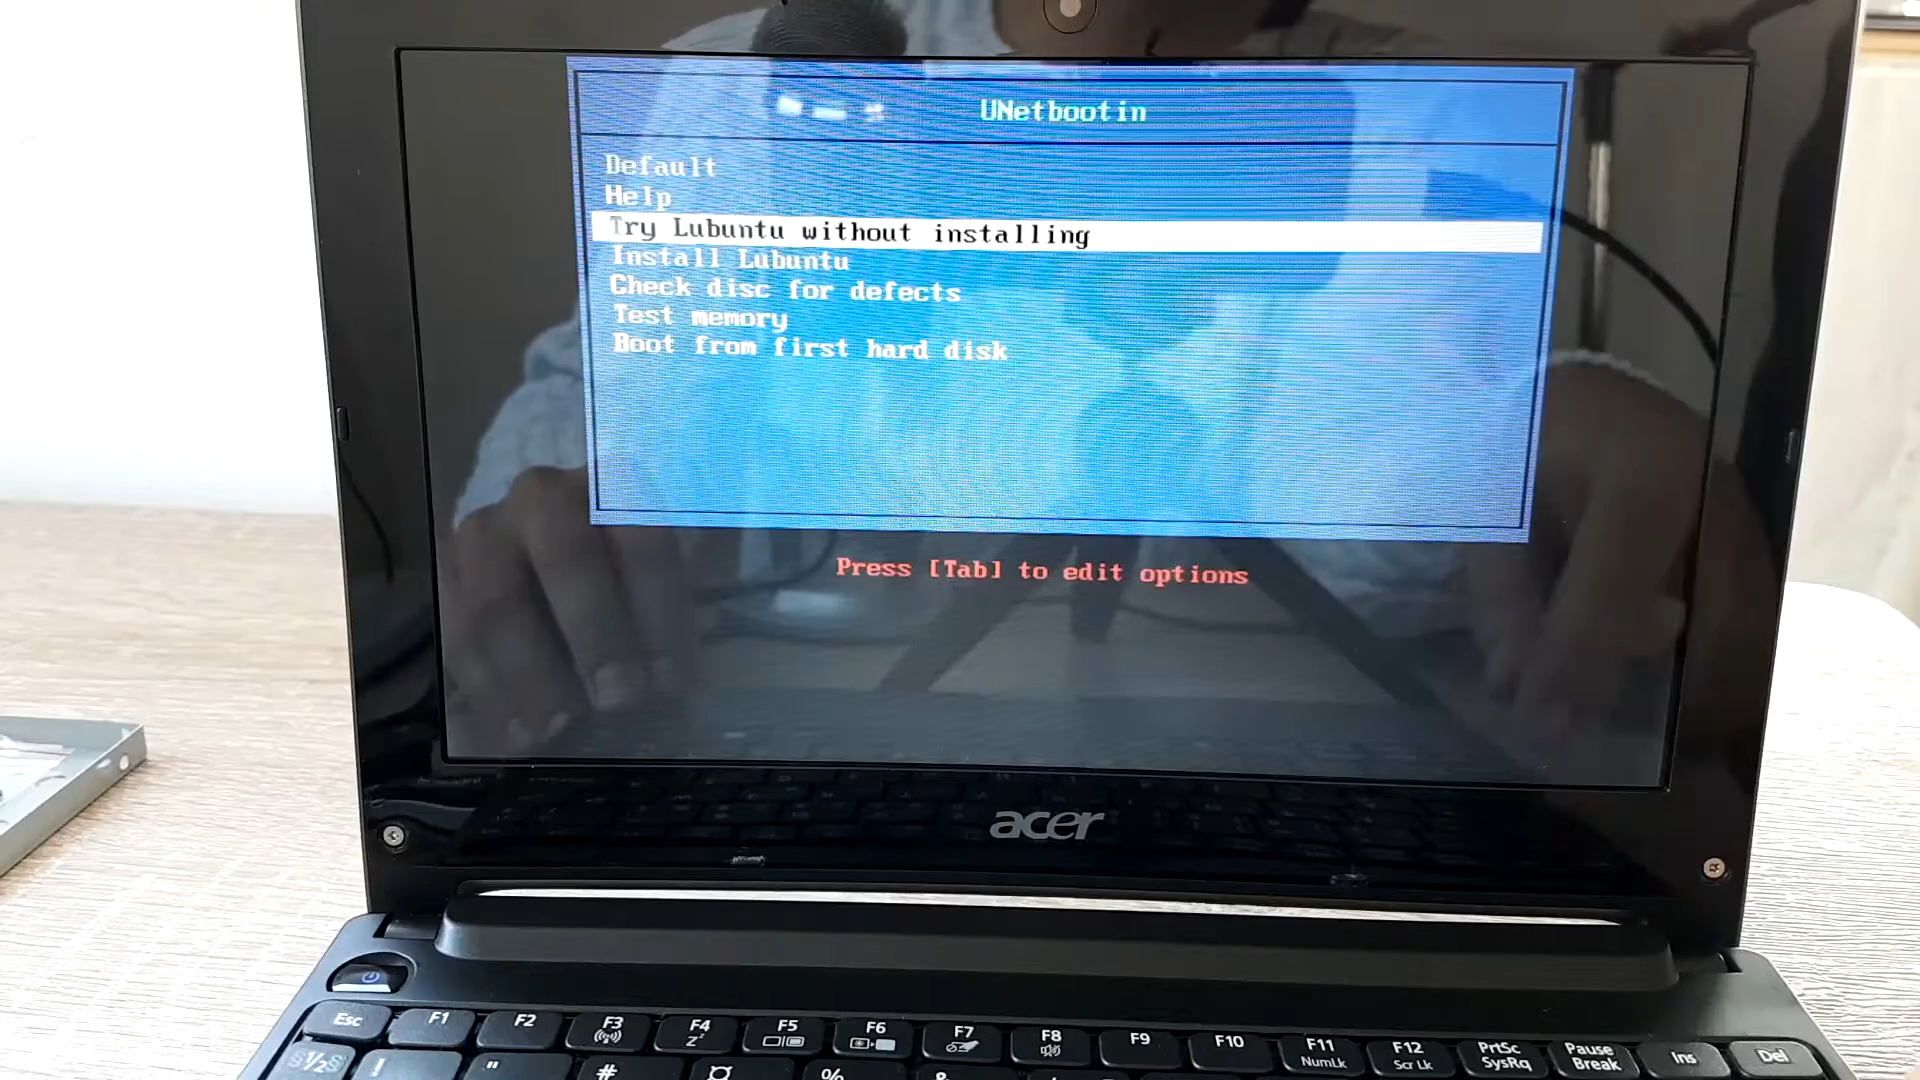 UNetbootin
Default
Help
Try Lubuntu without installing
Install Lubuntu
Check disc for defects
Test memory
Boot from first hard disk
Press [Tab] to edit options
acer
Esc F1 F2 F3 F4 F5 F6 F7 F8 F9 F10 F11 F12 PrtSc Pause Ins Del
Z NumLk Scr Lk SysRq Break
§ 1/2 ! " # ¤ % &